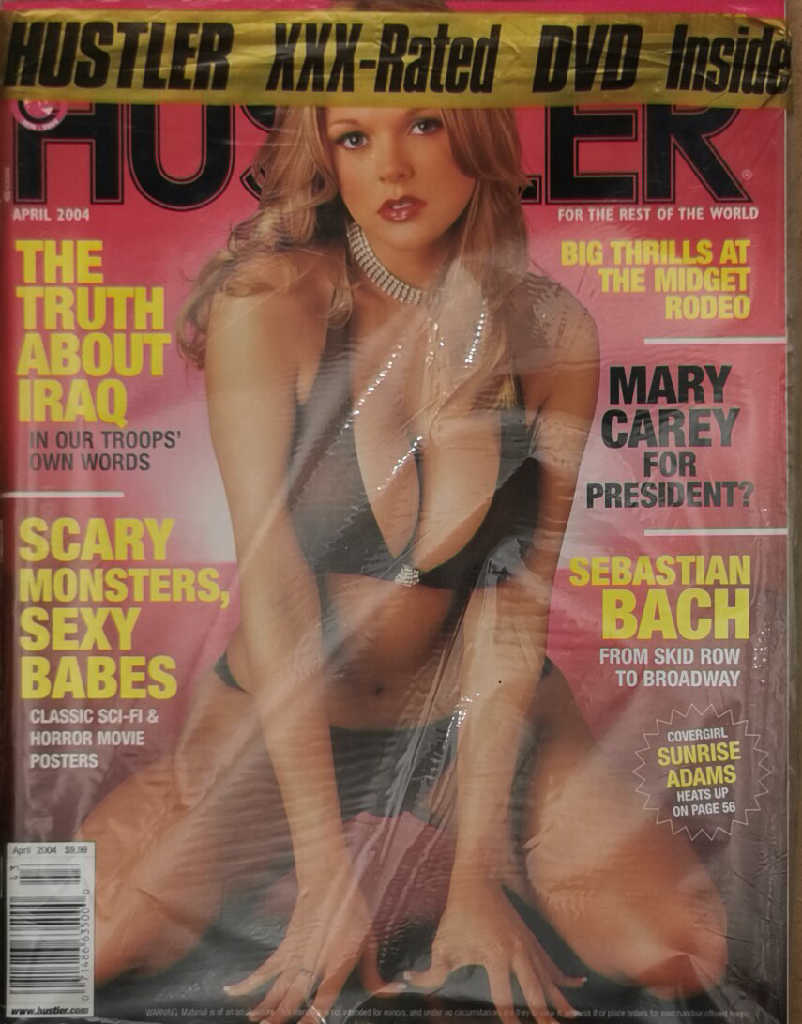 HUSTLER XXX-Rated DVD Inside
HUSTLER
APRIL 2004
FOR THE REST OF THE WORLD
THE
TRUTH
ABOUT
IRAQ
IN OUR TROOPS'
OWN WORDS
SCARY
MONSTERS,
SEXY
BABES
CLASSIC SCI-FI &
HORROR MOVIE
POSTERS
BIG THRILLS AT
THE MIDGET
RODEO
MARY
CAREY
FOR
PRESIDENT?
SEBASTIAN
BACH
FROM SKID ROW
TO BROADWAY
COVERGIRL
SUNRISE
ADAMS
HEATS UP
ON PAGE 56
April 2004 $9.99
www.hustler.com